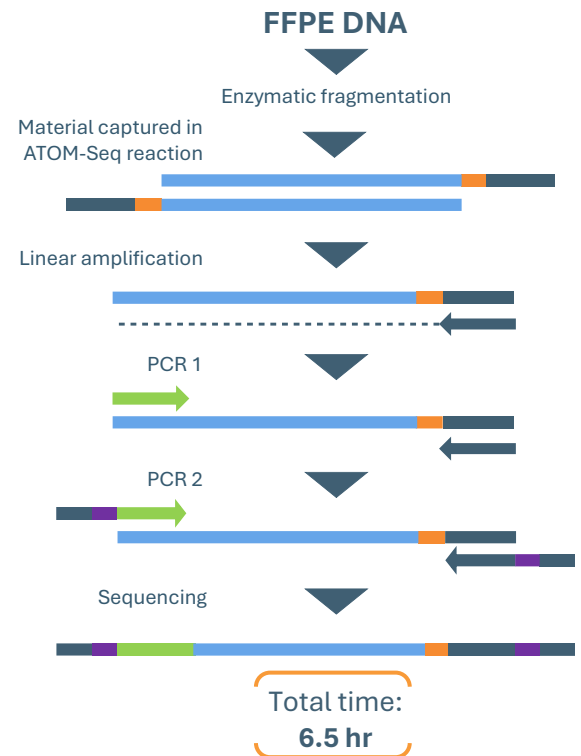 FFPE DNA
Enzymatic fragmentation
Material captured in
ATOM-Seq reaction
Linear amplification
PCR 1
PCR 2
Sequencing
Total time:
6.5 hr